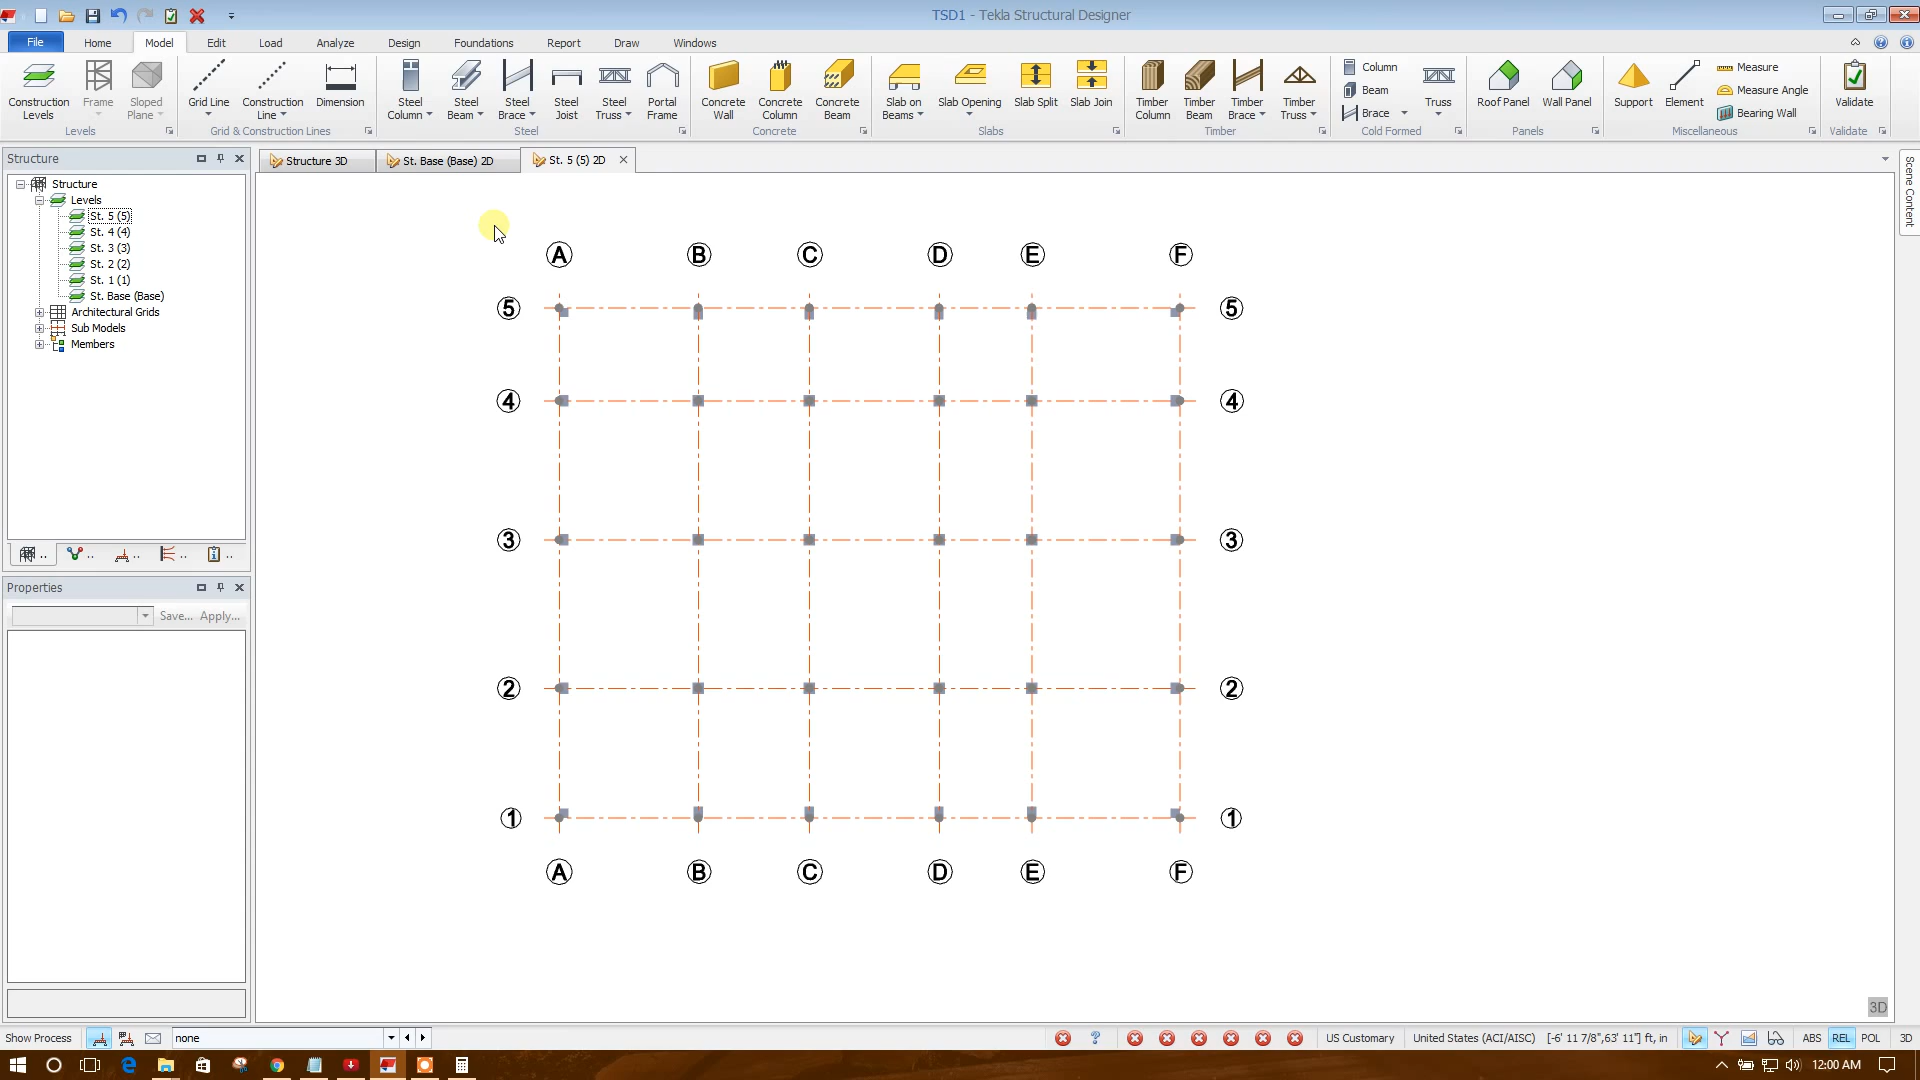 TSD1 - Tekla Structural Designer
File Home Model Edit Load Analyze Design Foundations Report Draw Windows
Construction Levels
Frame
Sloped Plane
Grid Line
Construction Line
Dimension
Steel Column
Steel Beam
Steel Brace
Steel Joist
Steel Truss
Portal Frame
Concrete Wall
Concrete Column
Concrete Beam
Slab on Beams
Slab Opening
Slab Split
Slab Join
Timber Column
Timber Beam
Timber Brace
Timber Truss
Column
Beam
Brace
Truss
Roof Panel
Wall Panel
Support
Element
Measure
Measure Angle
Bearing Wall
Validate
Levels Grid & Construction Lines Steel Concrete Slabs Timber Cold Formed Panels Miscellaneous Validate
Structure
Structure 3D
St. Base (Base) 2D
St. 5 (5) 2D
Scene Content
Structure
Levels
St. 5 (5)
St. 4 (4)
St. 3 (3)
St. 2 (2)
St. 1 (1)
St. Base (Base)
Architectural Grids
Sub Models
Members
Properties
Save... Apply...
A B C D E F
5 5
4 4
3 3
2 2
1 1
A B C D E F
3D
Show Process
none
US Customary
United States (ACI/AISC)
[-6' 11 7/8",63' 11"] ft, in
ABS REL POL 3D
12:00 AM